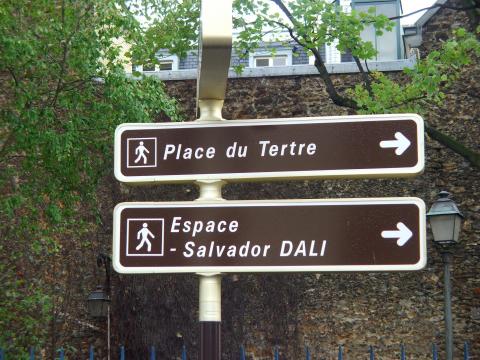 Place du Tertre
Espace
- Salvador DALI